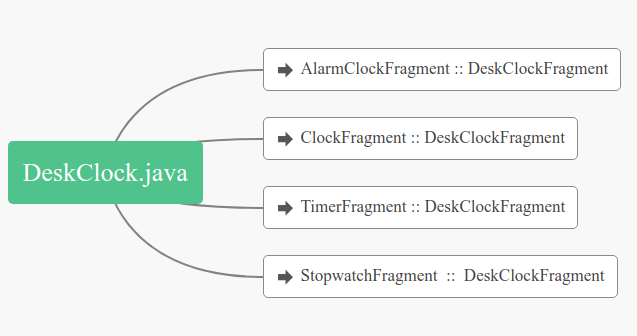 AlarmClockFragment :: DeskClockFragment
ClockFragment :: DeskClockFragment
DeskClock.java
TimerFragment :: DeskClockFragment
StopwatchFragment :: DeskClockFragment